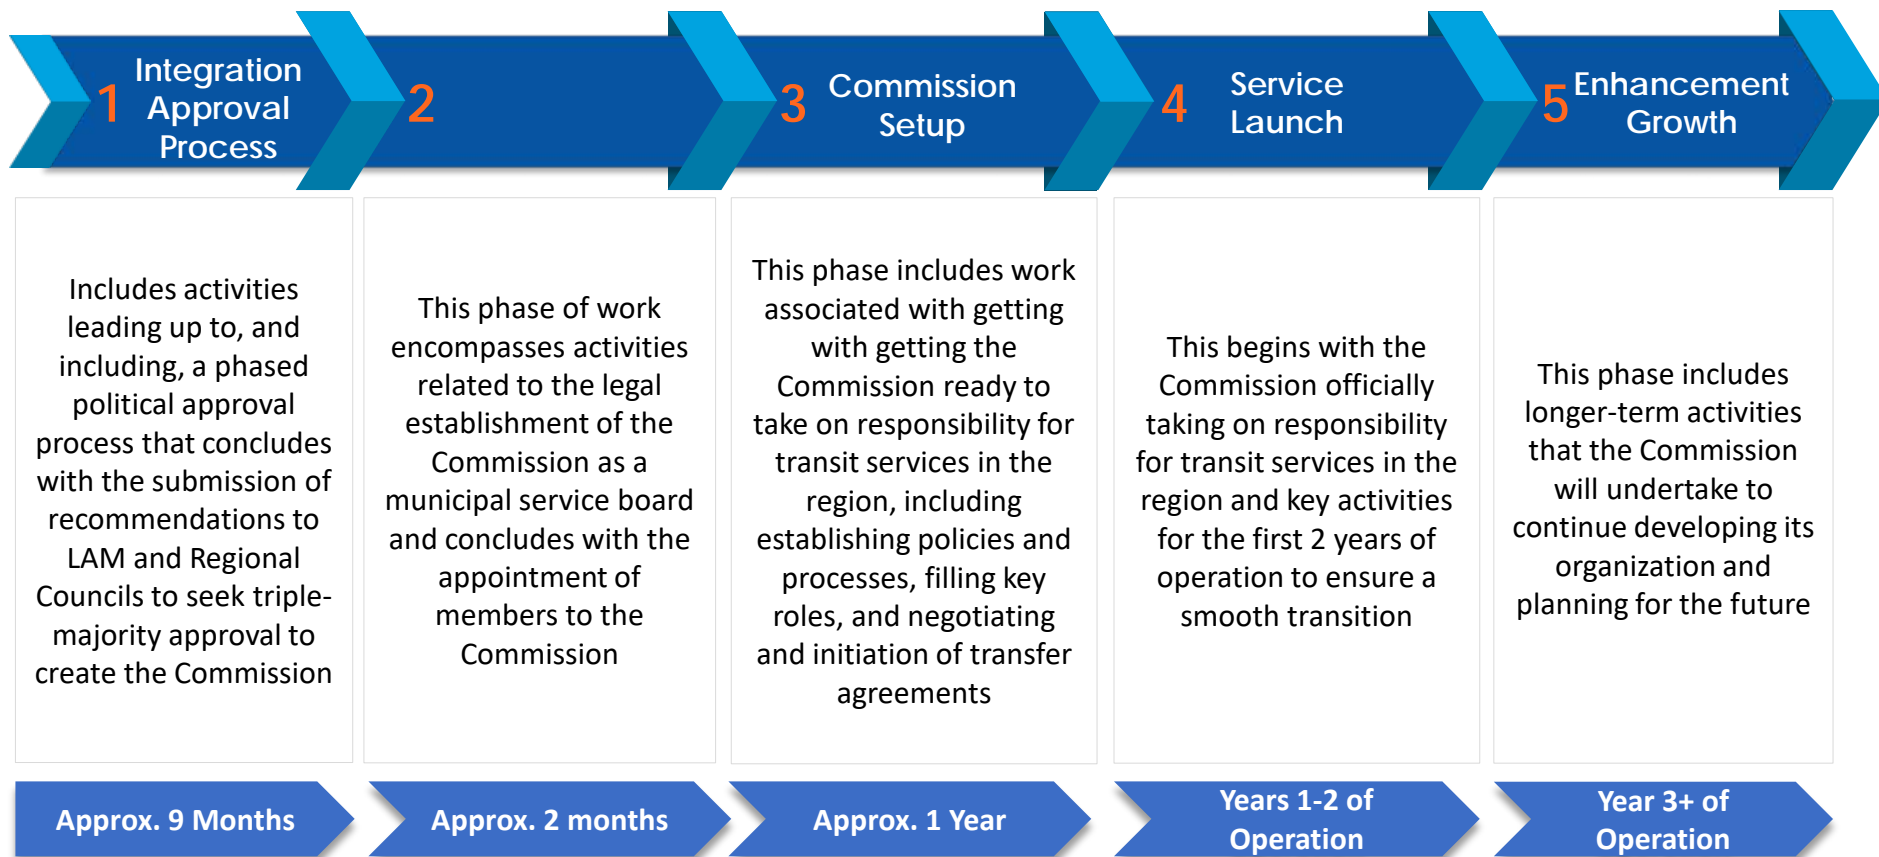 1
Integration
Approval
Process
2
3
Commission
Setup
4
Service
Launch
5
Enhancement
Growth
Includes activities
leading up to, and
including, a phased
political approval
process that concludes
with the submission of
recommendations to
LAM and Regional
Councils to seek triple-
majority approval to
create the Commission
This phase of work
encompasses activities
related to the legal
establishment of the
Commission as a
municipal service board
and concludes with the
appointment of
members to the
Commission
This phase includes work
associated with getting
with getting the
Commission ready to
take on responsibility for
transit services in the
region, including
establishing policies and
processes, filling key
roles, and negotiating
and initiation of transfer
agreements
This begins with the
Commission officially
taking on responsibility
for transit services in the
region and key activities
for the first 2 years of
operation to ensure a
smooth transition
This phase includes
longer-term activities
that the Commission
will undertake to
continue developing its
organization and
planning for the future
Approx. 9 Months
Approx. 2 months
Approx. 1 Year
Years 1-2 of
Operation
Year 3+ of
Operation